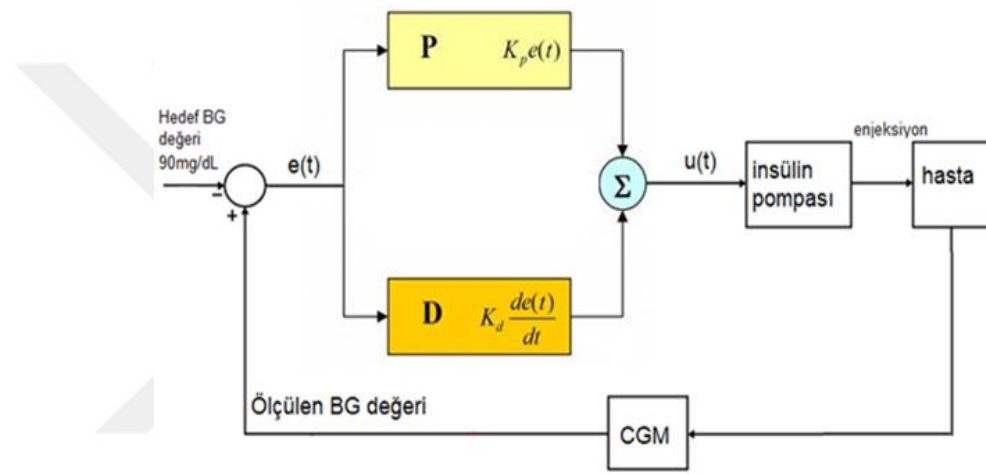 P K_p e(t)
Hedef BG
değeri
90mg/dL
e(t)
−
+
Σ
u(t)
insülin
pompası
enjeksiyon
hasta
D K_d de(t)/dt
Ölçülen BG değeri
CGM